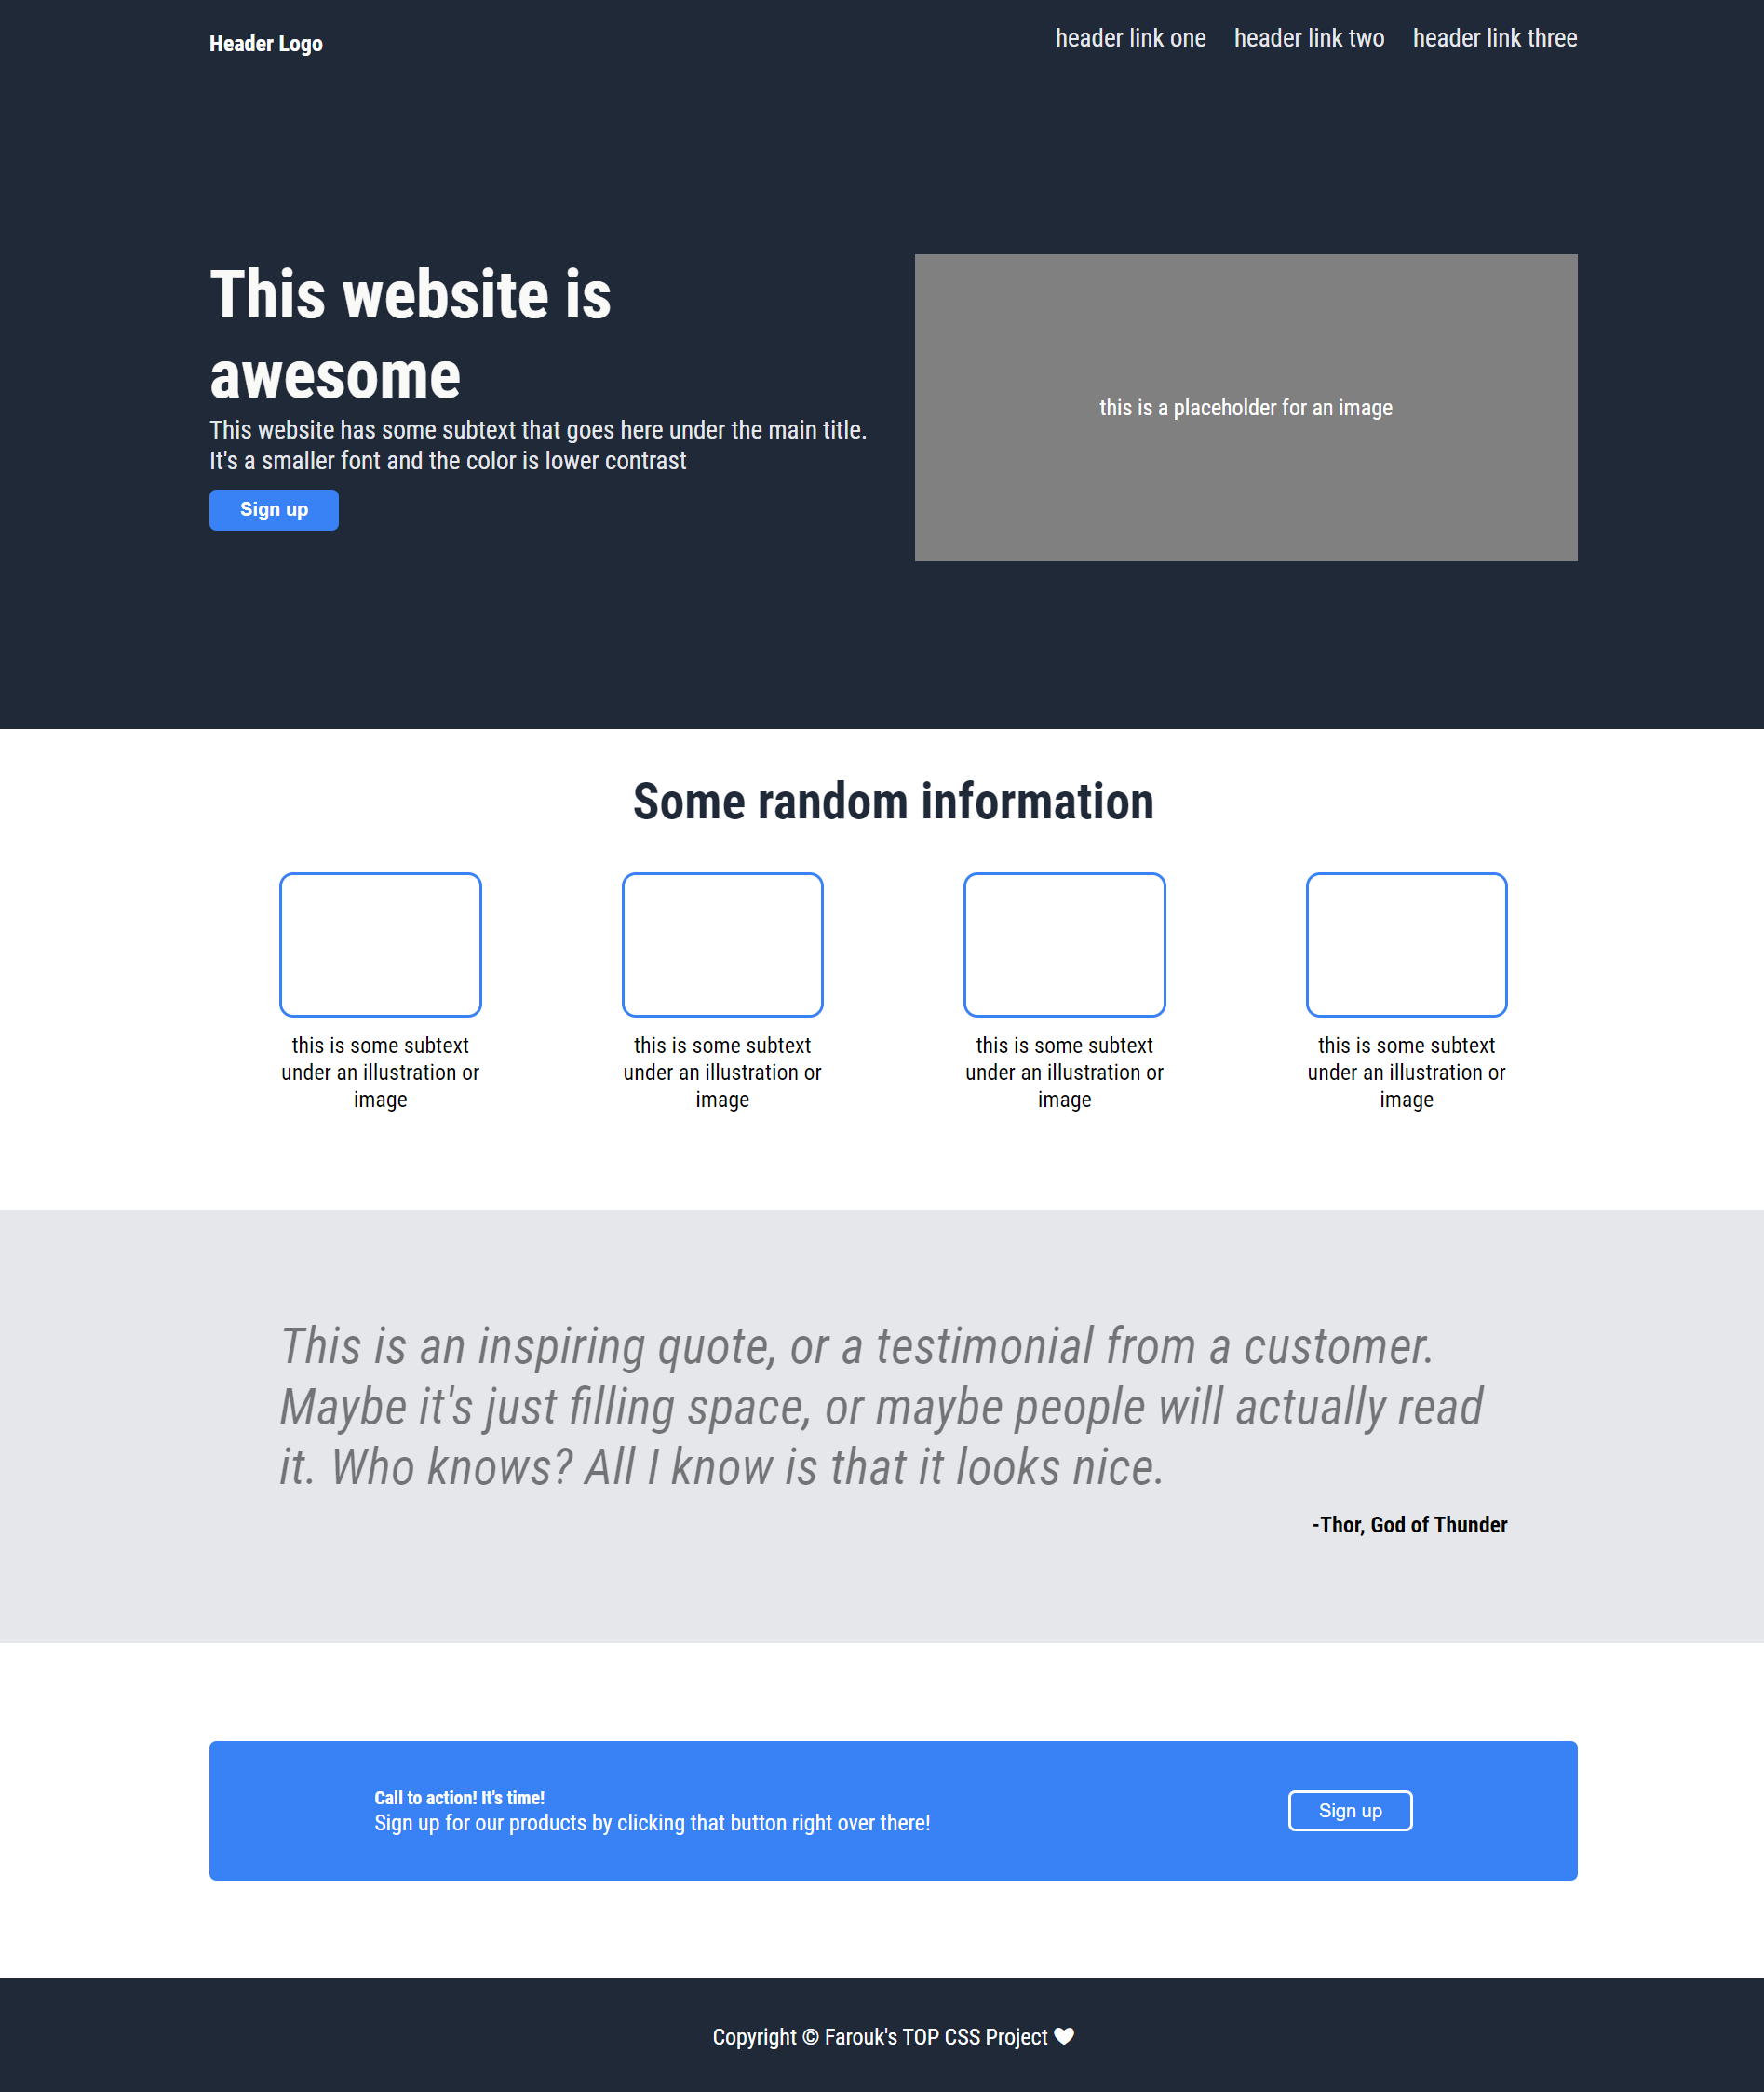 Header Logo
header link one
header link two
header link three
This website is
awesome
This website has some subtext that goes here under the main title.
It's a smaller font and the color is lower contrast
Sign up
this is a placeholder for an image
Some random information
this is some subtext
under an illustration or
image
this is some subtext
under an illustration or
image
this is some subtext
under an illustration or
image
this is some subtext
under an illustration or
image
This is an inspiring quote, or a testimonial from a customer.
Maybe it's just filling space, or maybe people will actually read
it. Who knows? All I know is that it looks nice.
-Thor, God of Thunder
Call to action! It's time!
Sign up for our products by clicking that button right over there!
Sign up
Copyright © Farouk's TOP CSS Project ♥